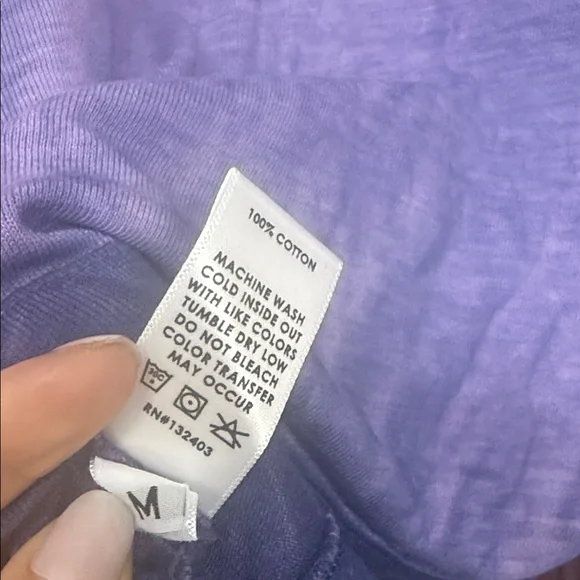 100% COTTON
MACHINE WASH
COLD INSIDE OUT
WITH LIKE COLORS
TUMBLE DRY LOW
DO NOT BLEACH
COLOR TRANSFER
MAY OCCUR
30C
RN#132403
M